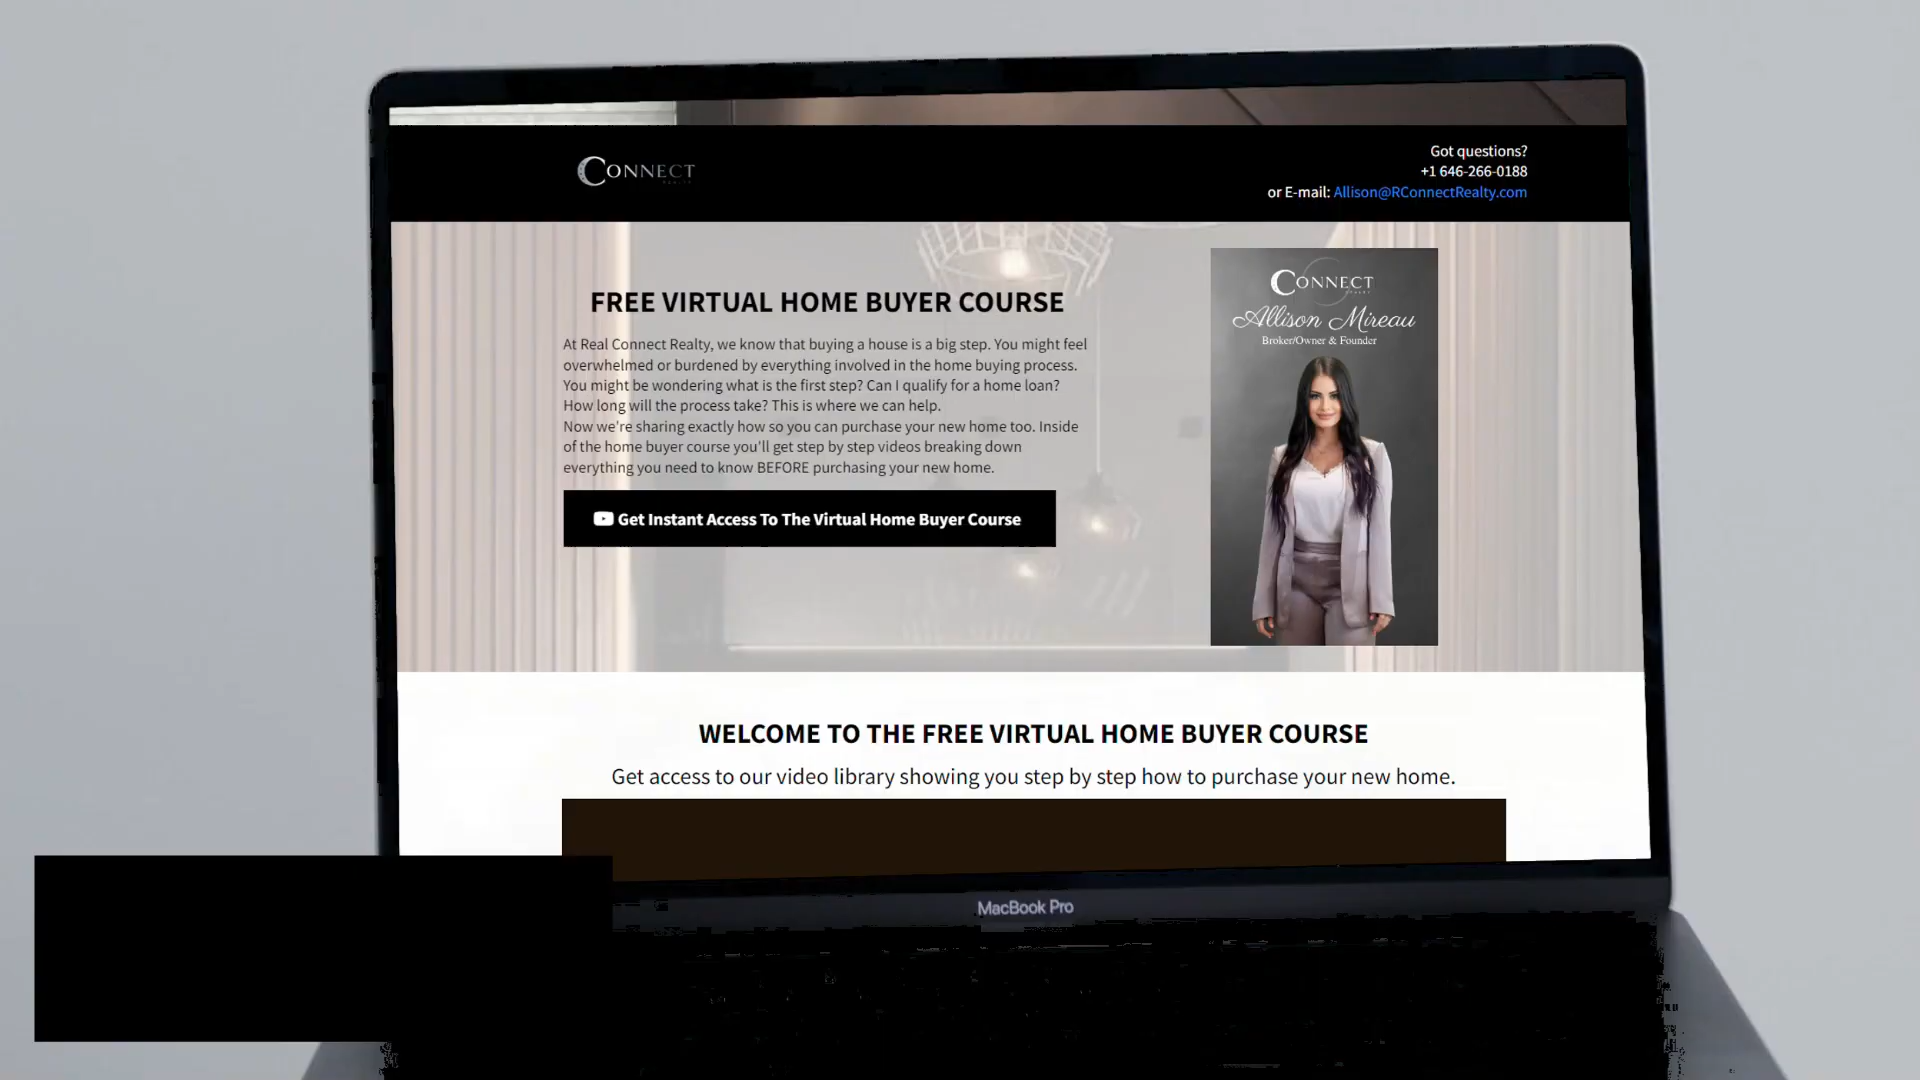 CONNECT
Got questions?
+1 646-266-0188
or E-mail: Allison@RConnectRealty.com
FREE VIRTUAL HOME BUYER COURSE
At Real Connect Realty, we know that buying a house is a big step. You might feel
overwhelmed or burdened by everything involved in the home buying process.
You might be wondering what is the first step? Can I qualify for a home loan?
How long will the process take? This is where we can help.
Now we're sharing exactly how so you can purchase your new home too. Inside
of the home buyer course you'll get step by step videos breaking down
everything you need to know BEFORE purchasing your new home.
Get Instant Access To The Virtual Home Buyer Course
CONNECT
Allison Mireau
Broker/Owner & Founder
WELCOME TO THE FREE VIRTUAL HOME BUYER COURSE
Get access to our video library showing you step by step how to purchase your new home.
MacBook Pro